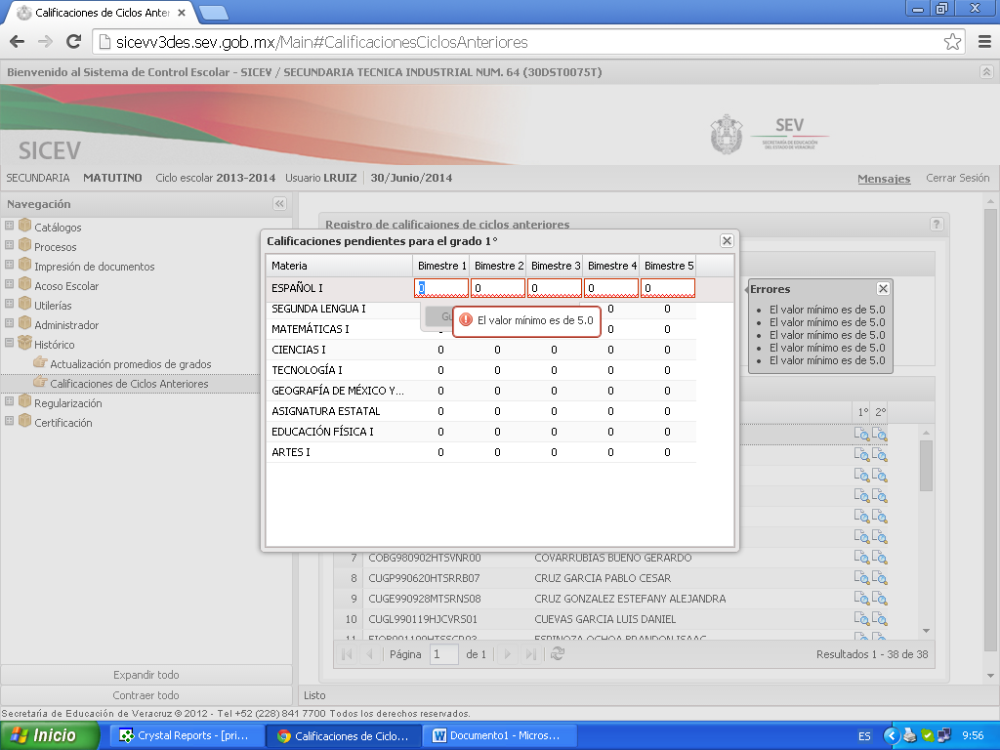 Calificaciones de Ciclos Anter
sicevv3des.sev.gob.mx/Main#CalificacionesCiclosAnteriores
Bienvenido al Sistema de Control Escolar - SICEV / SECUNDARIA TECNICA INDUSTRIAL NUM. 64 (30DST0075T)
SICEV
SEV
SECRETARÍA DE EDUCACIÓN
DEL ESTADO DE VERACRUZ
SECUNDARIA MATUTINO Ciclo escolar 2013-2014 Usuario LRUIZ 30/Junio/2014 Mensajes Cerrar Sesión
Navegación
Catálogos
Procesos
Impresión de documentos
Acoso Escolar
Utilerías
Administrador
Histórico
Actualización promedios de grados
Calificaciones de Ciclos Anteriores
Regularización
Certificación
Expandir todo
Contraer todo
Registro de calificaciones de ciclos anteriores ?
Calificaciones pendientes para el grado 1°
Materia Bimestre 1 Bimestre 2 Bimestre 3 Bimestre 4 Bimestre 5
ESPAÑOL I 0 0 0 0 0
SEGUNDA LENGUA I 0 0
Gu
El valor mínimo es de 5.0
MATEMÁTICAS I 0 0
CIENCIAS I 0 0 0 0 0
TECNOLOGÍA I 0 0 0 0 0
GEOGRAFÍA DE MÉXICO Y... 0 0 0 0 0
ASIGNATURA ESTATAL 0 0 0 0 0
EDUCACIÓN FÍSICA I 0 0 0 0 0
ARTES I 0 0 0 0 0
Errores
El valor mínimo es de 5.0
El valor mínimo es de 5.0
El valor mínimo es de 5.0
El valor mínimo es de 5.0
El valor mínimo es de 5.0
1° 2°
7 COBG980902HTSVNR00 COVARRUBIAS BUENO GERARDO
8 CUGP990620HTSRRB07 CRUZ GARCIA PABLO CESAR
9 CUGE990928MTSRNS08 CRUZ GONZALEZ ESTEFANY ALEJANDRA
10 CUGL990119HJCVRS01 CUEVAS GARCIA LUIS DANIEL
11 ESPINOZA OCHOA BRANDON ISAAC
Página 1 de 1 Resultados 1 - 38 de 38
Listo
Secretaría de Educación de Veracruz © 2012 - Tel +52 (228) 841 7700 Todos los derechos reservados.
Inicio Crystal Reports - [pri... Calificaciones de Ciclo... Documento1 - Micros... ES 9:56